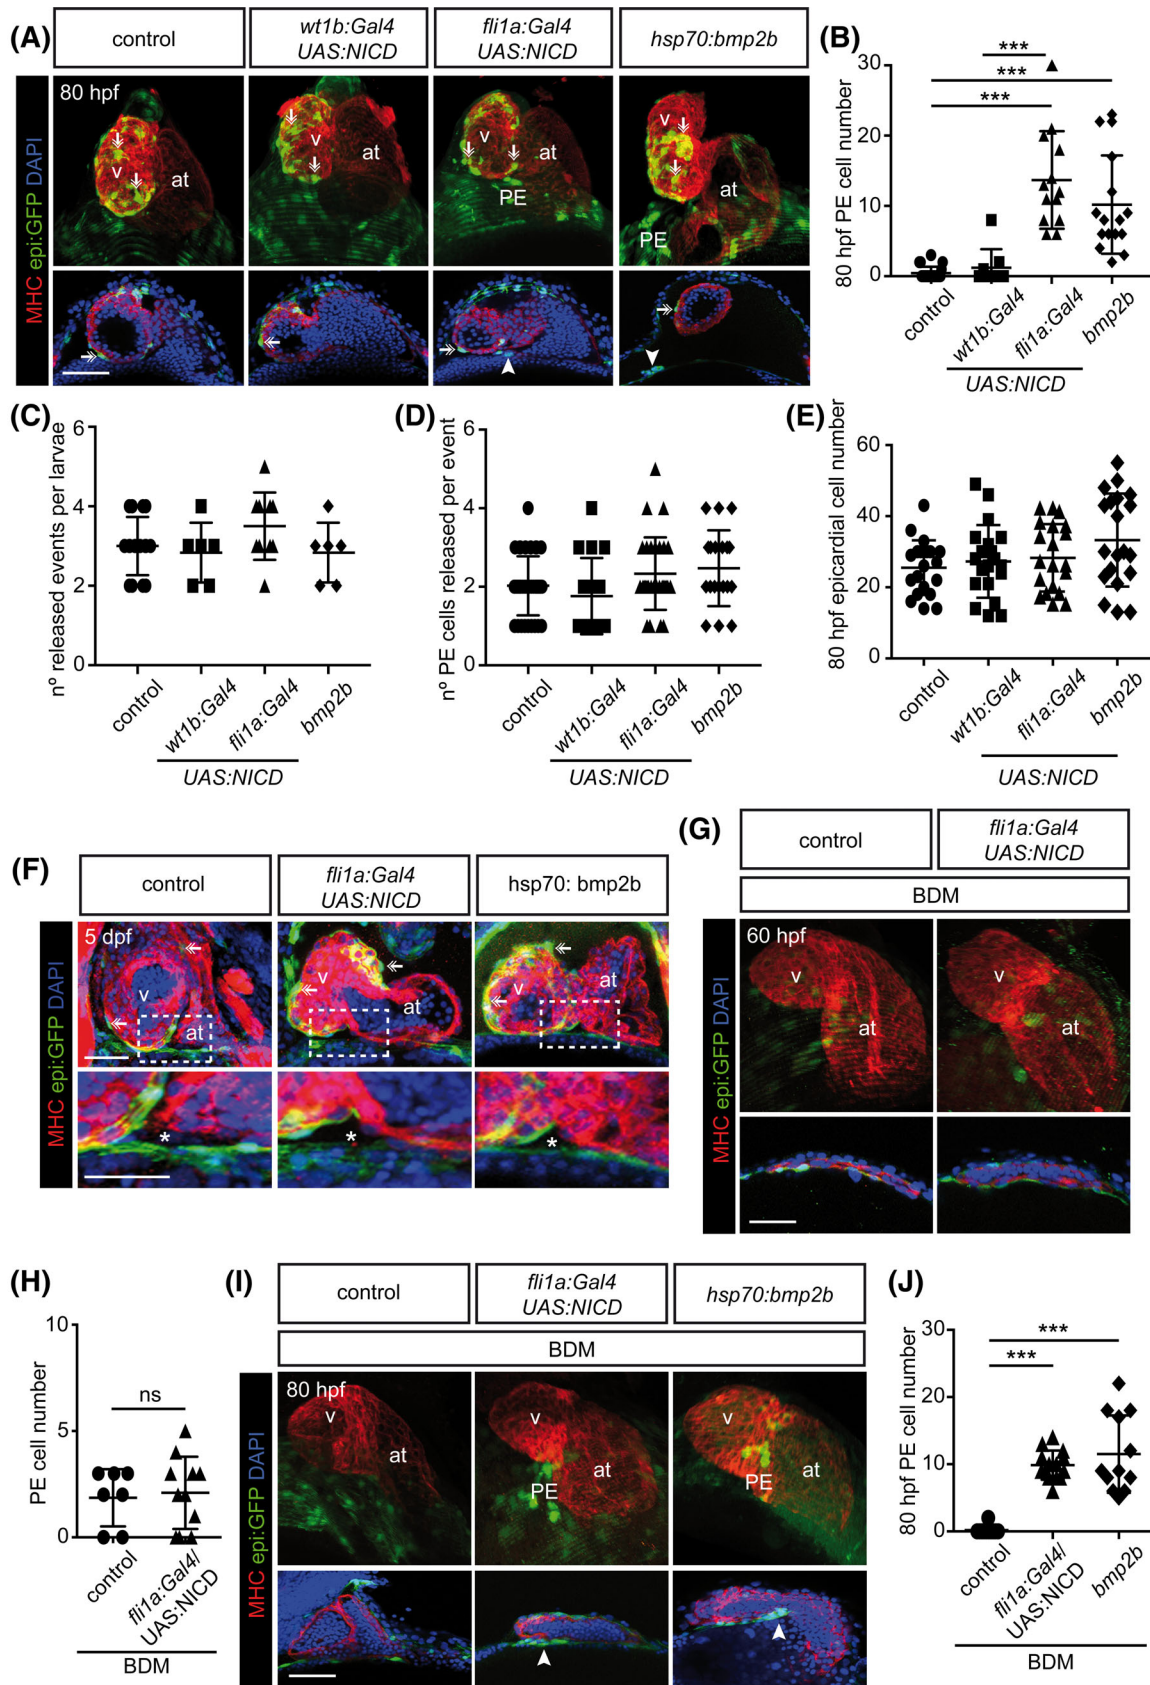 (A)
control
wt1b:Gal4
UAS:NICD
fli1a:Gal4
UAS:NICD
hsp70:bmp2b
MHC epi:GFP DAPI
80 hpf
v
at
v
at
v
at
PE
v
at
PE
(B)
80 hpf PE cell number
30
20
10
0
***
***
***
control
wt1b:Gal4
fli1a:Gal4
bmp2b
UAS:NICD
(C)
nº released events per larvae
6
4
2
0
control
wt1b:Gal4
fli1a:Gal4
bmp2b
UAS:NICD
(D)
nº PE cells released per event
6
4
2
0
control
wt1b:Gal4
fli1a:Gal4
bmp2b
UAS:NICD
(E)
80 hpf epicardial cell number
60
40
20
0
control
wt1b:Gal4
fli1a:Gal4
bmp2b
UAS:NICD
(F)
control
fli1a:Gal4
UAS:NICD
hsp70: bmp2b
MHC epi:GFP DAPI
5 dpf
v
at
v
at
v
at
*
*
*
(G)
control
fli1a:Gal4
UAS:NICD
BDM
MHC epi:GFP DAPI
60 hpf
v
at
v
at
(H)
PE cell number
10
5
0
ns
control
fli1a:Gal4/
UAS:NICD
BDM
(I)
control
fli1a:Gal4
UAS:NICD
hsp70:bmp2b
BDM
MHC epi:GFP DAPI
80 hpf
v
at
v
at
PE
v
at
PE
(J)
80 hpf PE cell number
30
20
10
0
***
***
control
fli1a:Gal4/
UAS:NICD
bmp2b
BDM